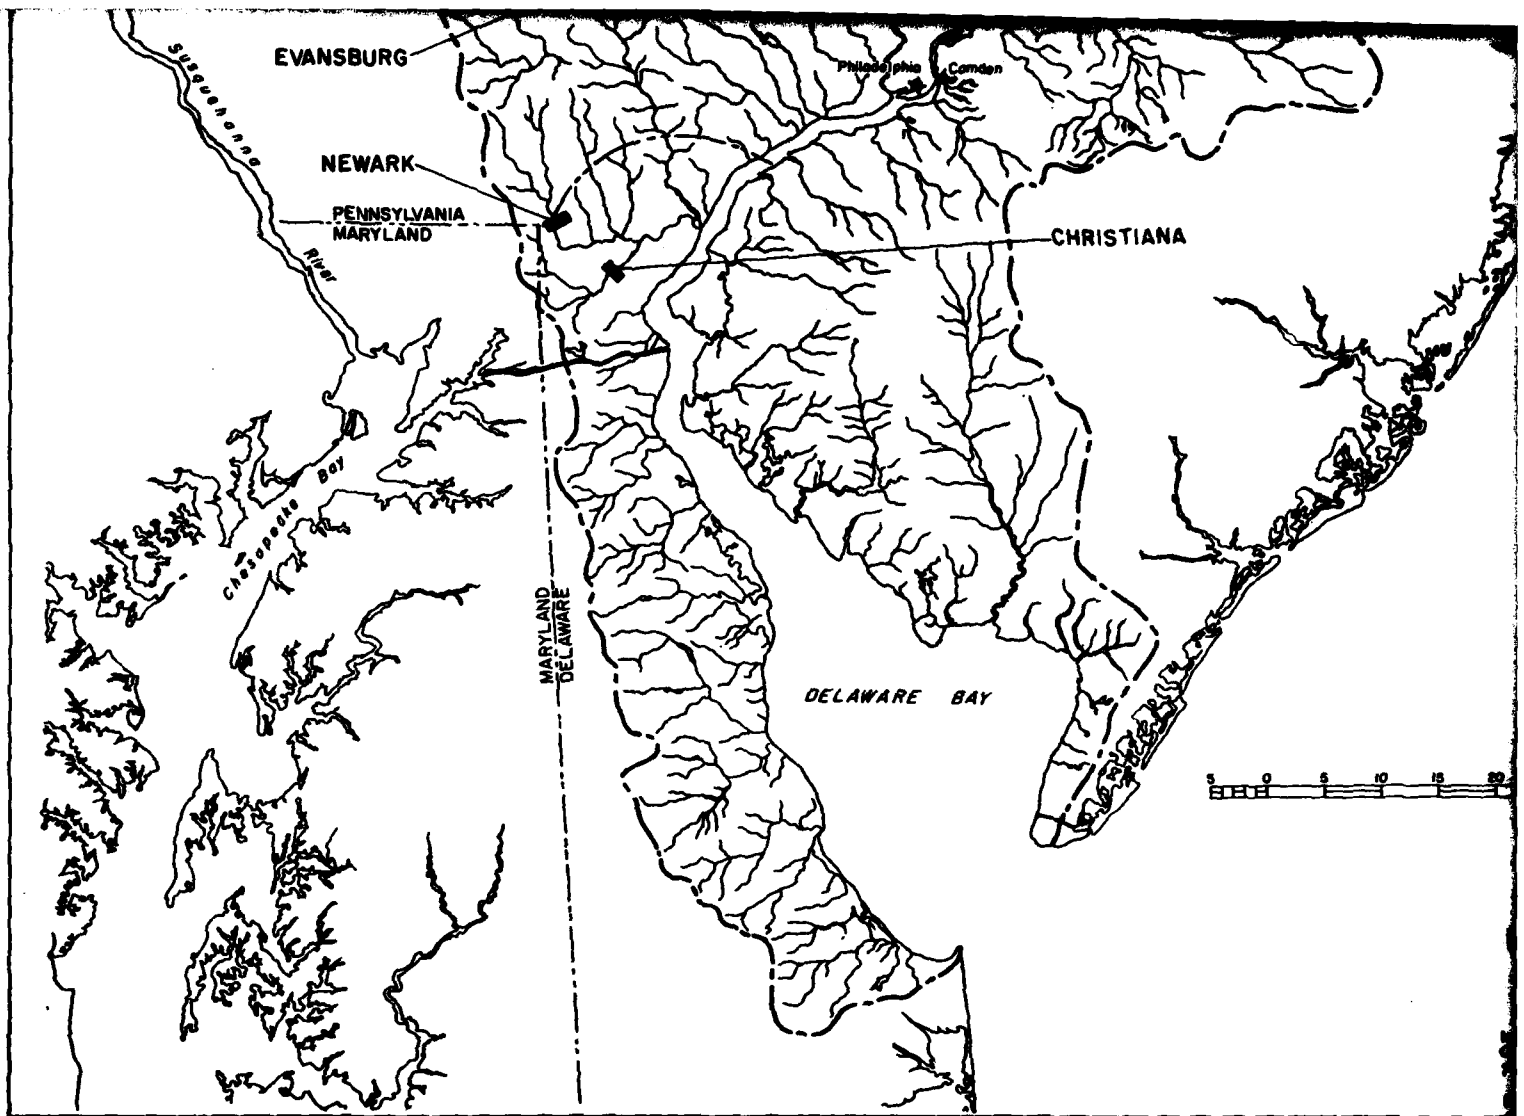 EVANSBURG
Philadelphia Camden
Susquehanna
River
NEWARK
PENNSYLVANIA
MARYLAND
CHRISTIANA
Chesapeake Bay
MARYLAND
DELAWARE
DELAWARE BAY
5 0 5 10 15 20